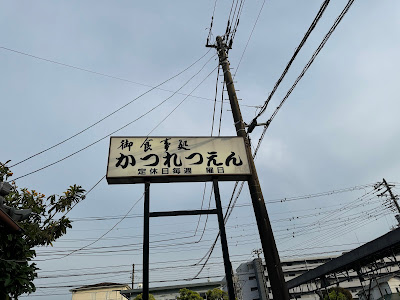 御食事処
かつれつえん
定休日毎週 曜日